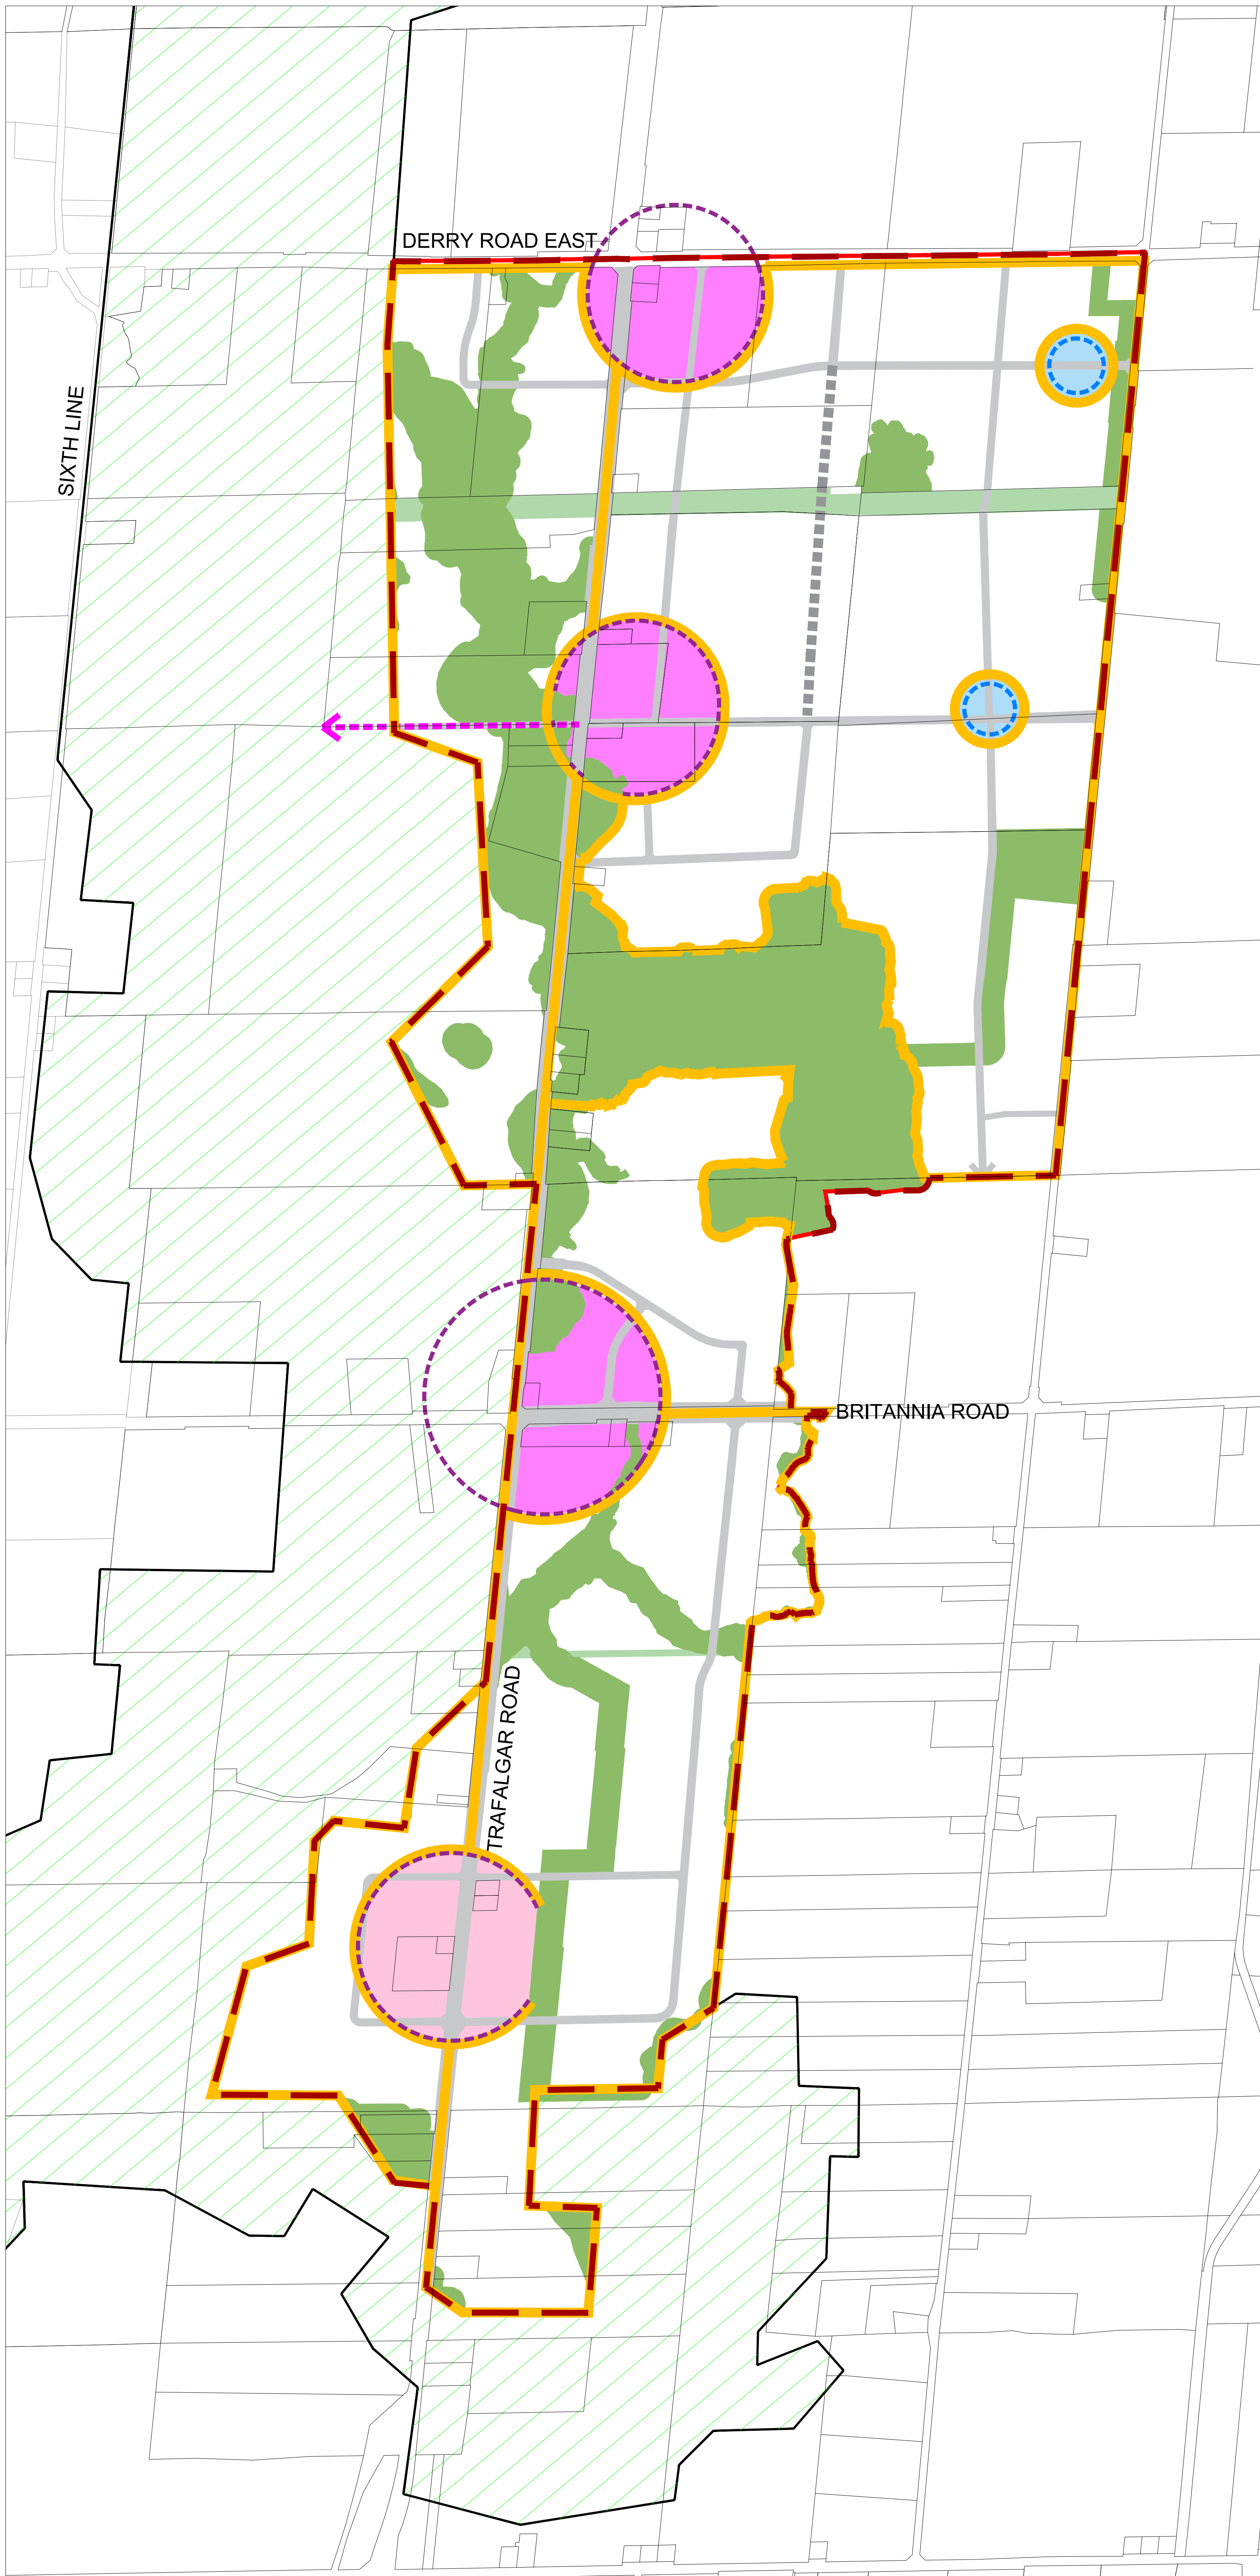 DERRY ROAD EAST
SIXTH LINE
BRITANNIA ROAD
TRAFALGAR ROAD